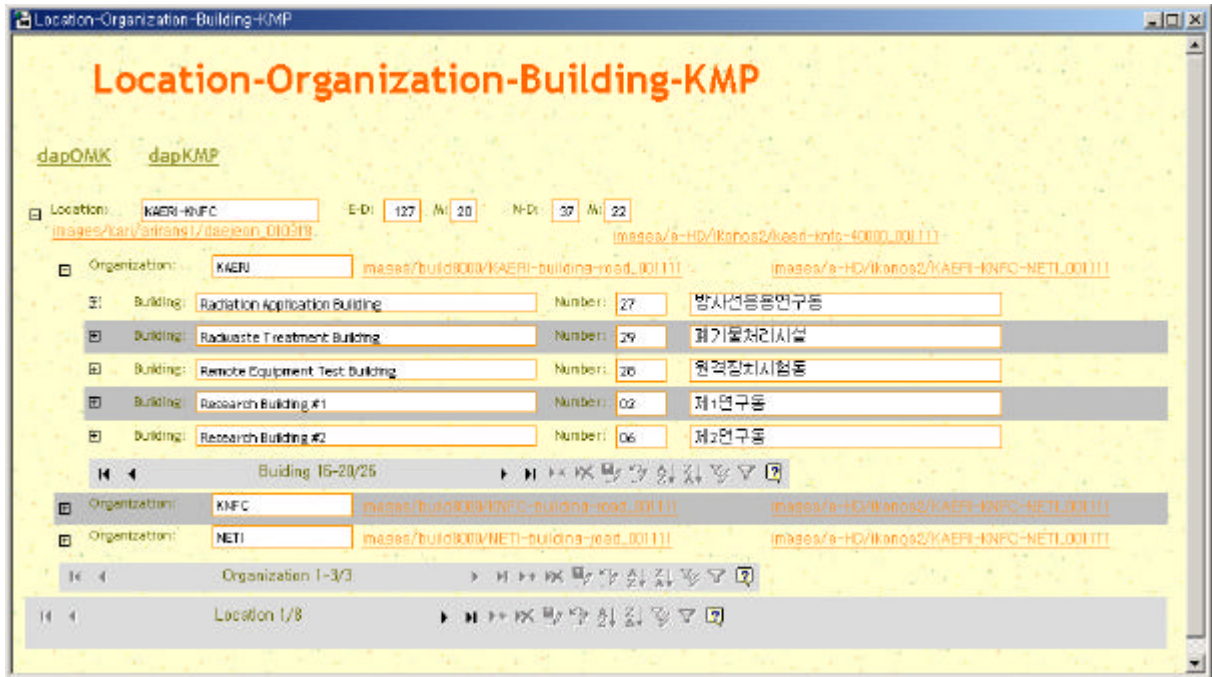 Location-Organization-Building-KMP
Location-Organization-Building-KMP
dapOMK dapKMP
Location: KAERI-KNFC E-D: 127 M: 20 N-D: 37 M: 22
images/kari/arirang1/daejeon_010318 images/e-HD/ikonos2/kaeri-knfc-40000_001111
Organization: KAERI images/build8000/KAERI-building-road_001111 images/e-HD/ikonos2/KAERI-KNFC-NETI_001111
Building: Radiation Application Building Number: 27 방사선응용연구동
Building: Radwaste Treatment Building Number: 29 폐기물처리시설
Building: Remote Equipment Test Building Number: 28 원격장치시험동
Building: Research Building #1 Number: 02 제1연구동
Building: Research Building #2 Number: 06 제2연구동
Buiding 16-20/26
Organization: KNFC images/build8000/KNFC-building-road_001111 images/e-HD/ikonos2/KAERI-KNFC-NETI_001111
Organization: NETI images/build8000/NETI-building-road_001111 images/e-HD/ikonos2/KAERI-KNFC-NETI_001111
Organization 1-3/3
Location 1/8